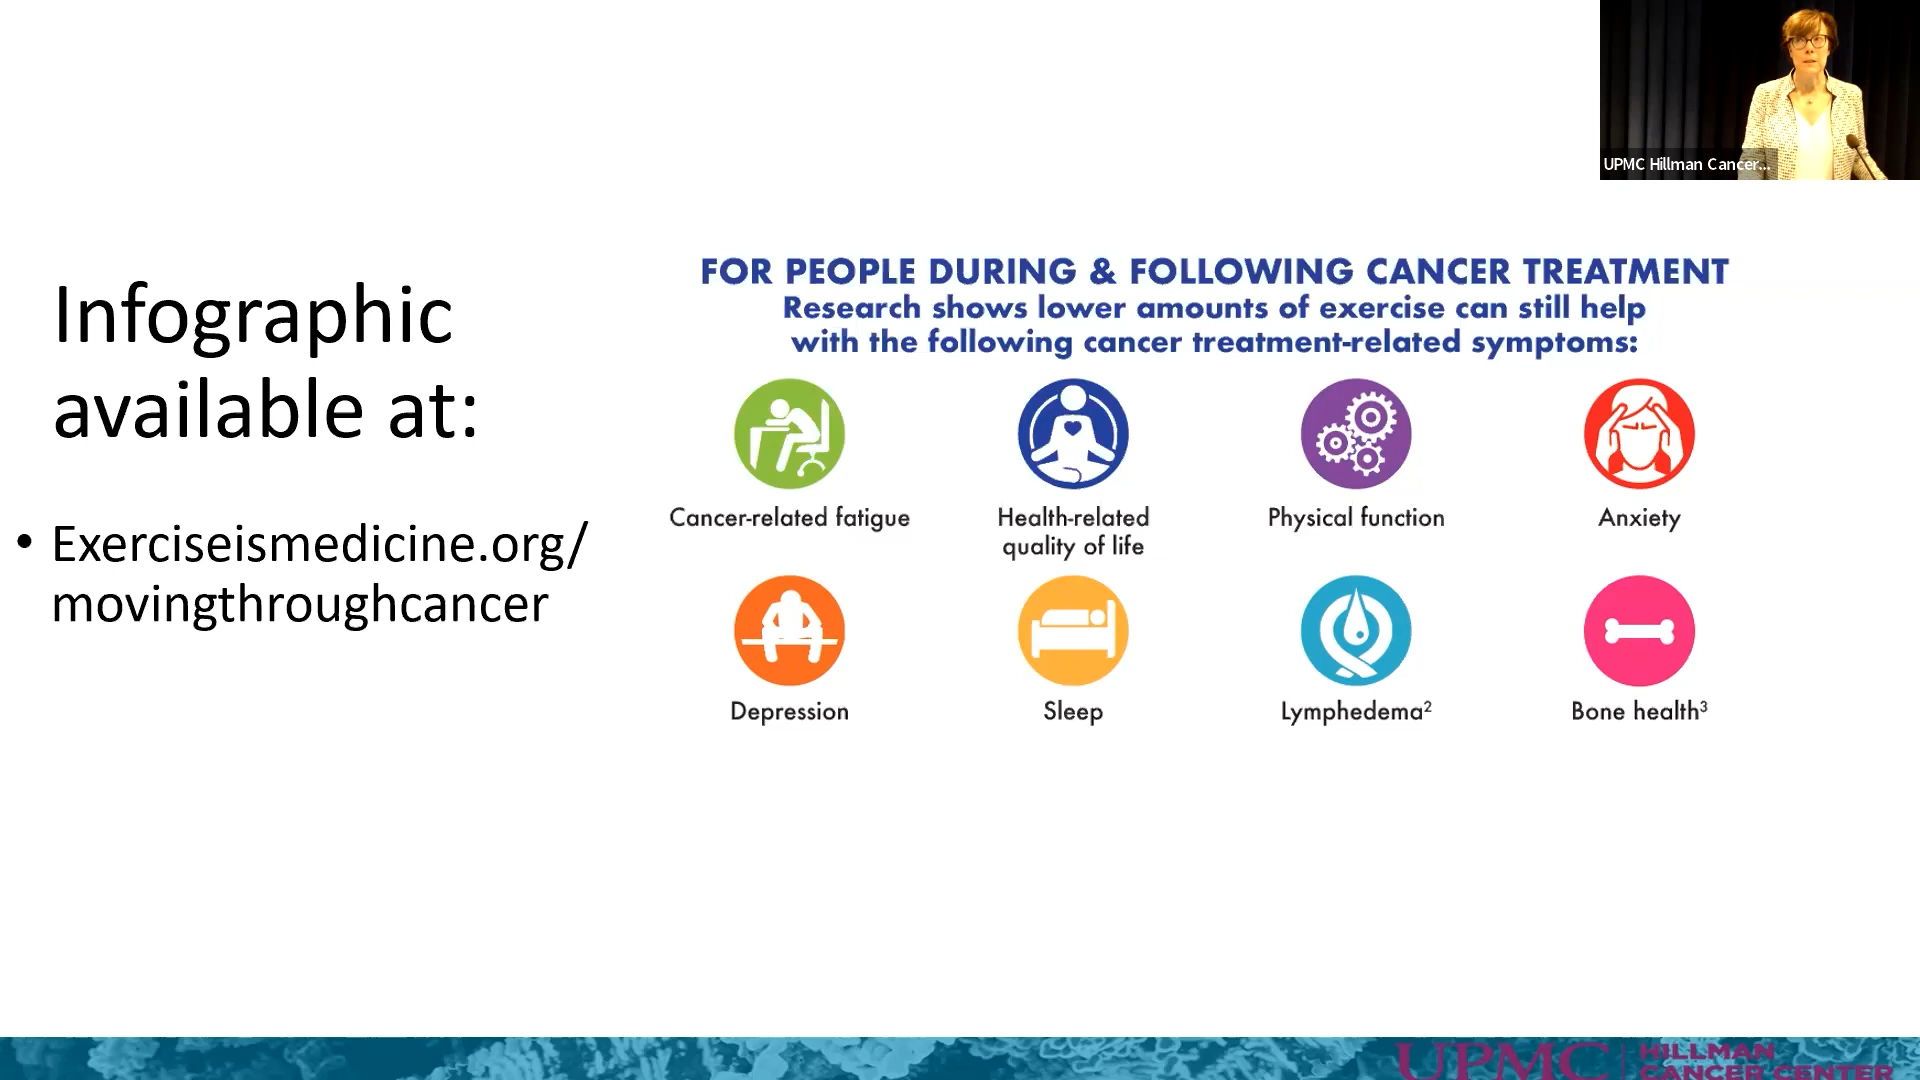 UPMC Hillman Cancer...
Infographic
available at:
• Exerciseismedicine.org/
movingthroughcancer
FOR PEOPLE DURING & FOLLOWING CANCER TREATMENT
Research shows lower amounts of exercise can still help
with the following cancer treatment-related symptoms:
Cancer-related fatigue
Health-related
quality of life
Physical function
Anxiety
Depression
Sleep
Lymphedema²
Bone health³
UPMC
HILLMAN
CANCER CENTER